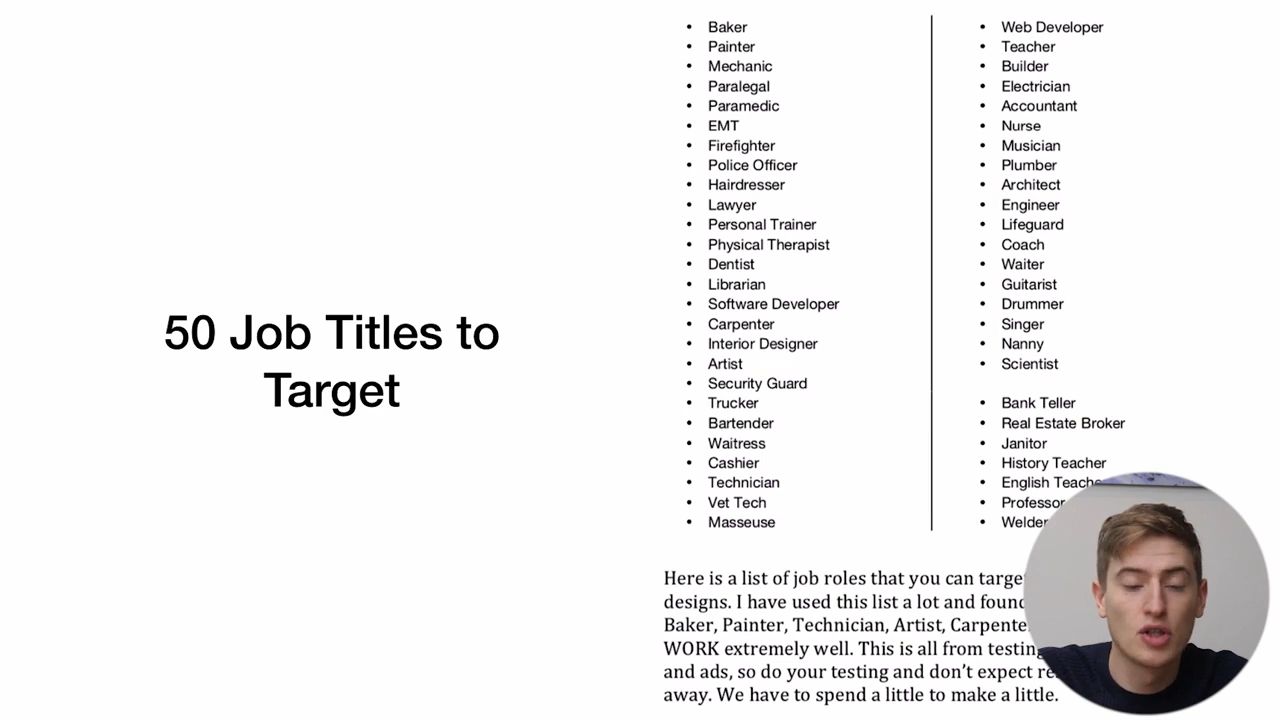 50 Job Titles to
Target
Baker
Painter
Mechanic
Paralegal
Paramedic
EMT
Firefighter
Police Officer
Hairdresser
Lawyer
Personal Trainer
Physical Therapist
Dentist
Librarian
Software Developer
Carpenter
Interior Designer
Artist
Security Guard
Trucker
Bartender
Waitress
Cashier
Technician
Vet Tech
Masseuse
Web Developer
Teacher
Builder
Electrician
Accountant
Nurse
Musician
Plumber
Architect
Engineer
Lifeguard
Coach
Waiter
Guitarist
Drummer
Singer
Nanny
Scientist
Bank Teller
Real Estate Broker
Janitor
History Teacher
English
Professor
Welder
Here is a list of job roles that you can
designs. I have used this list a lot and
Baker, Painter, Technician, Artist,
WORK extremely well. This is all from testing
and ads, so do your testing and don’t expect
away. We have to spend a little to make a little.